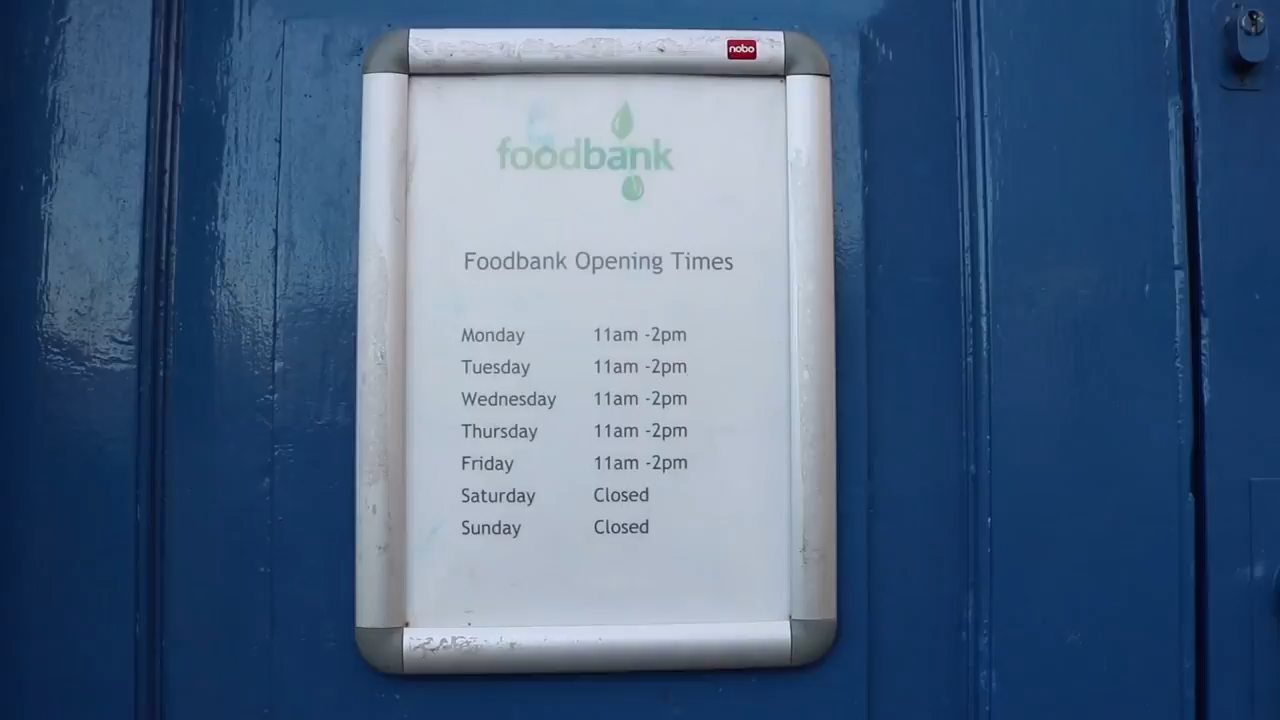 nobo
foodbank
Foodbank Opening Times
Monday 11am -2pm
Tuesday 11am -2pm
Wednesday 11am -2pm
Thursday 11am -2pm
Friday 11am -2pm
Saturday Closed
Sunday Closed